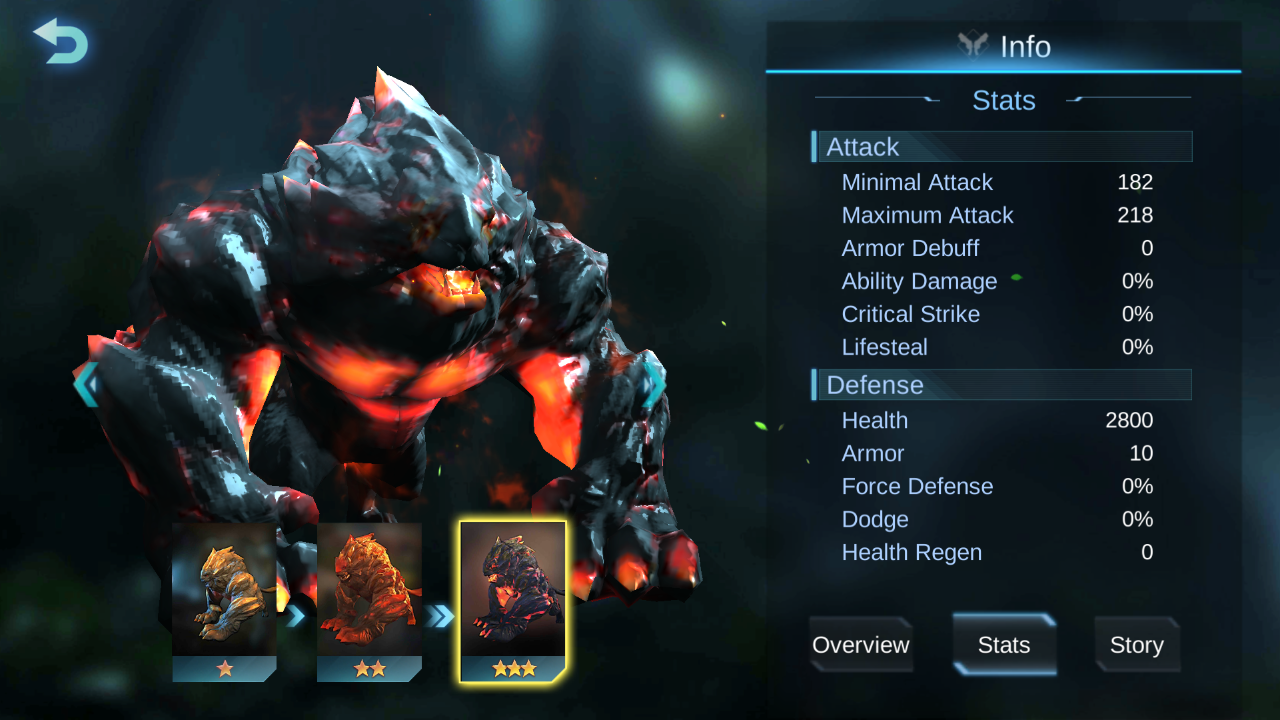 Info
Stats
Attack
Minimal Attack 182
Maximum Attack 218
Armor Debuff 0
Ability Damage 0%
Critical Strike 0%
Lifesteal 0%
Defense
Health 2800
Armor 10
Force Defense 0%
Dodge 0%
Health Regen 0
Overview Stats Story